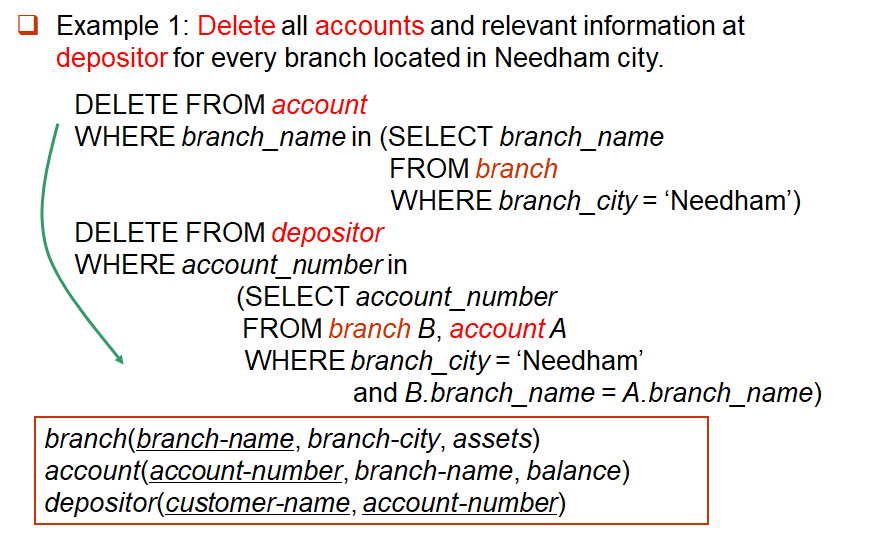 Example 1: Delete all accounts and relevant information at
depositor for every branch located in Needham city.
DELETE FROM account
WHERE branch_name in (SELECT branch_name
FROM branch
WHERE branch_city = ‘Needham’)
DELETE FROM depositor
WHERE account_number in
(SELECT account_number
FROM branch B, account A
WHERE branch_city = ‘Needham’
and B.branch_name = A.branch_name)
branch(branch-name, branch-city, assets)
account(account-number, branch-name, balance)
depositor(customer-name, account-number)